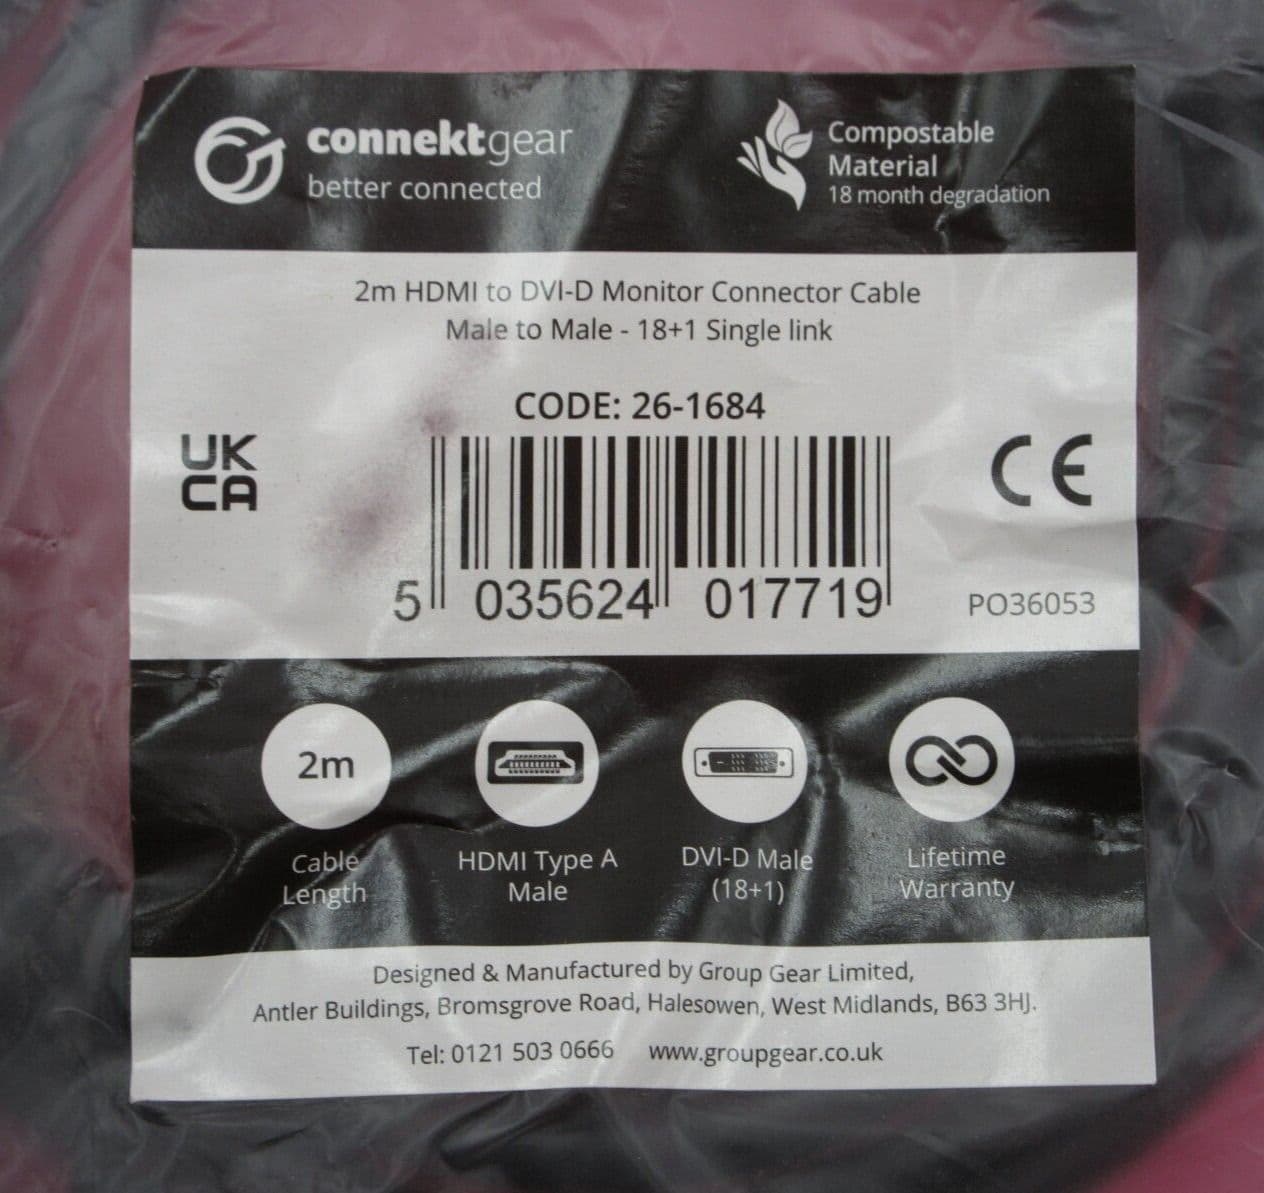 connektgear
better connected
Compostable
Material
18 month degradation
2m HDMI to DVI-D Monitor Connector Cable
Male to Male - 18+1 Single link
CODE: 26-1684
UK
CA
CE
5 035624 017719
PO36053
2m
Cable
Length
HDMI Type A
Male
DVI-D Male
(18+1)
Lifetime
Warranty
Designed & Manufactured by Group Gear Limited,
Antler Buildings, Bromsgrove Road, Halesowen, West Midlands, B63 3HJ.
Tel: 0121 503 0666 www.groupgear.co.uk